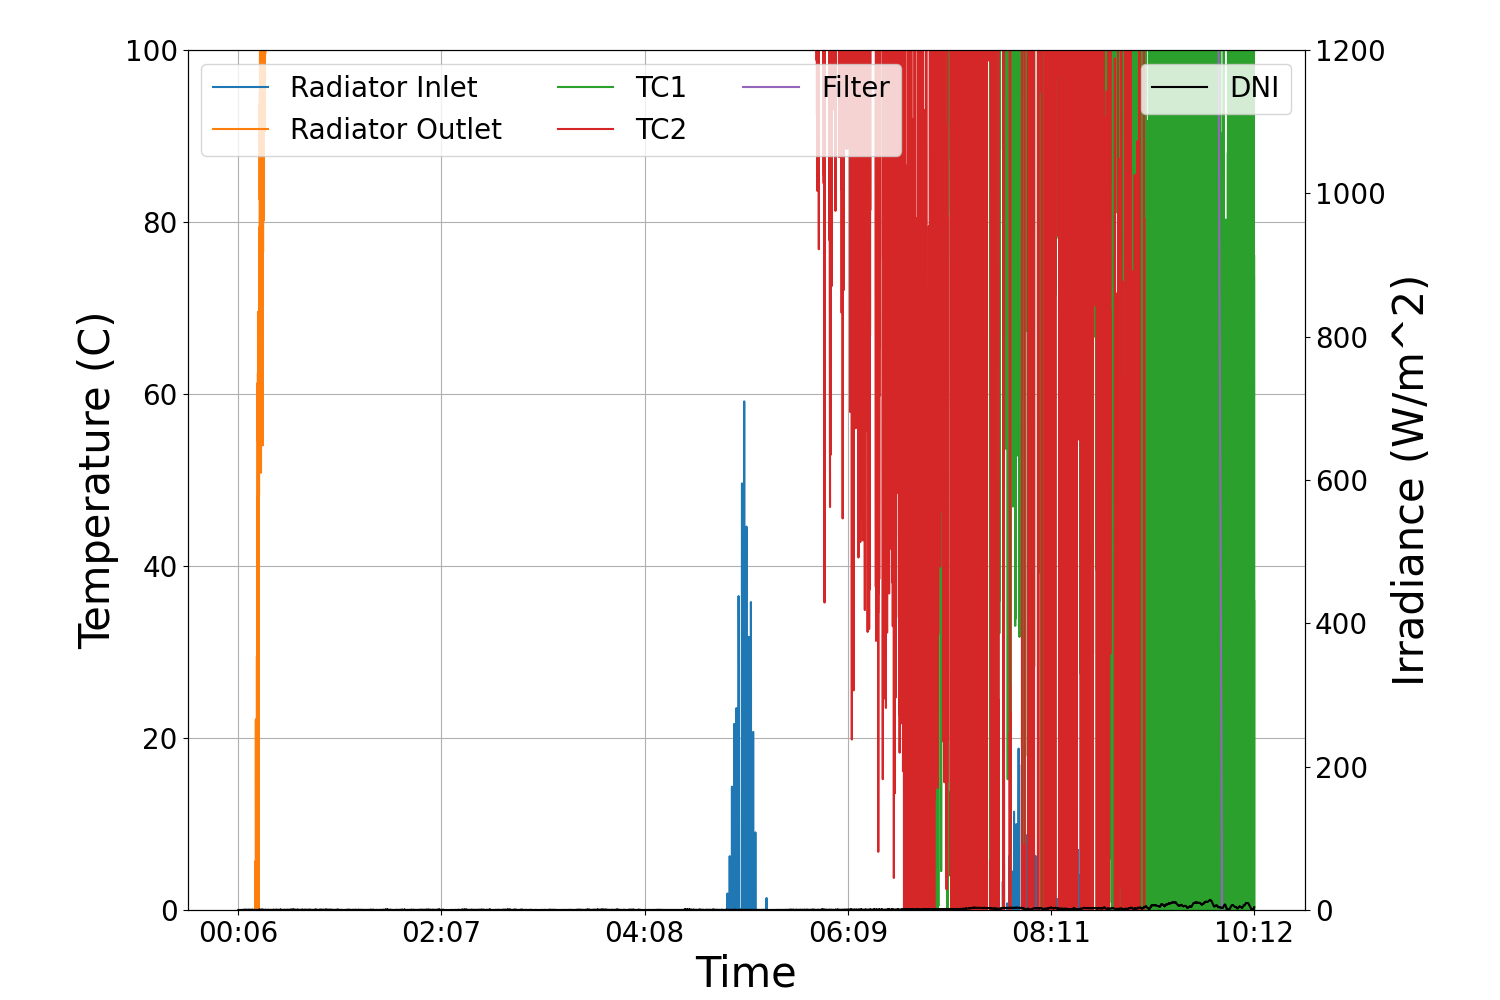 100
80
60
40
20
0
Temperature (C)
Radiator Inlet
Radiator Outlet
TC1
TC2
Filter
DNI
1200
1000
800
600
400
200
0
Irradiance (W/m^2)
00:06
02:07
04:08
06:09
08:11
10:12
Time